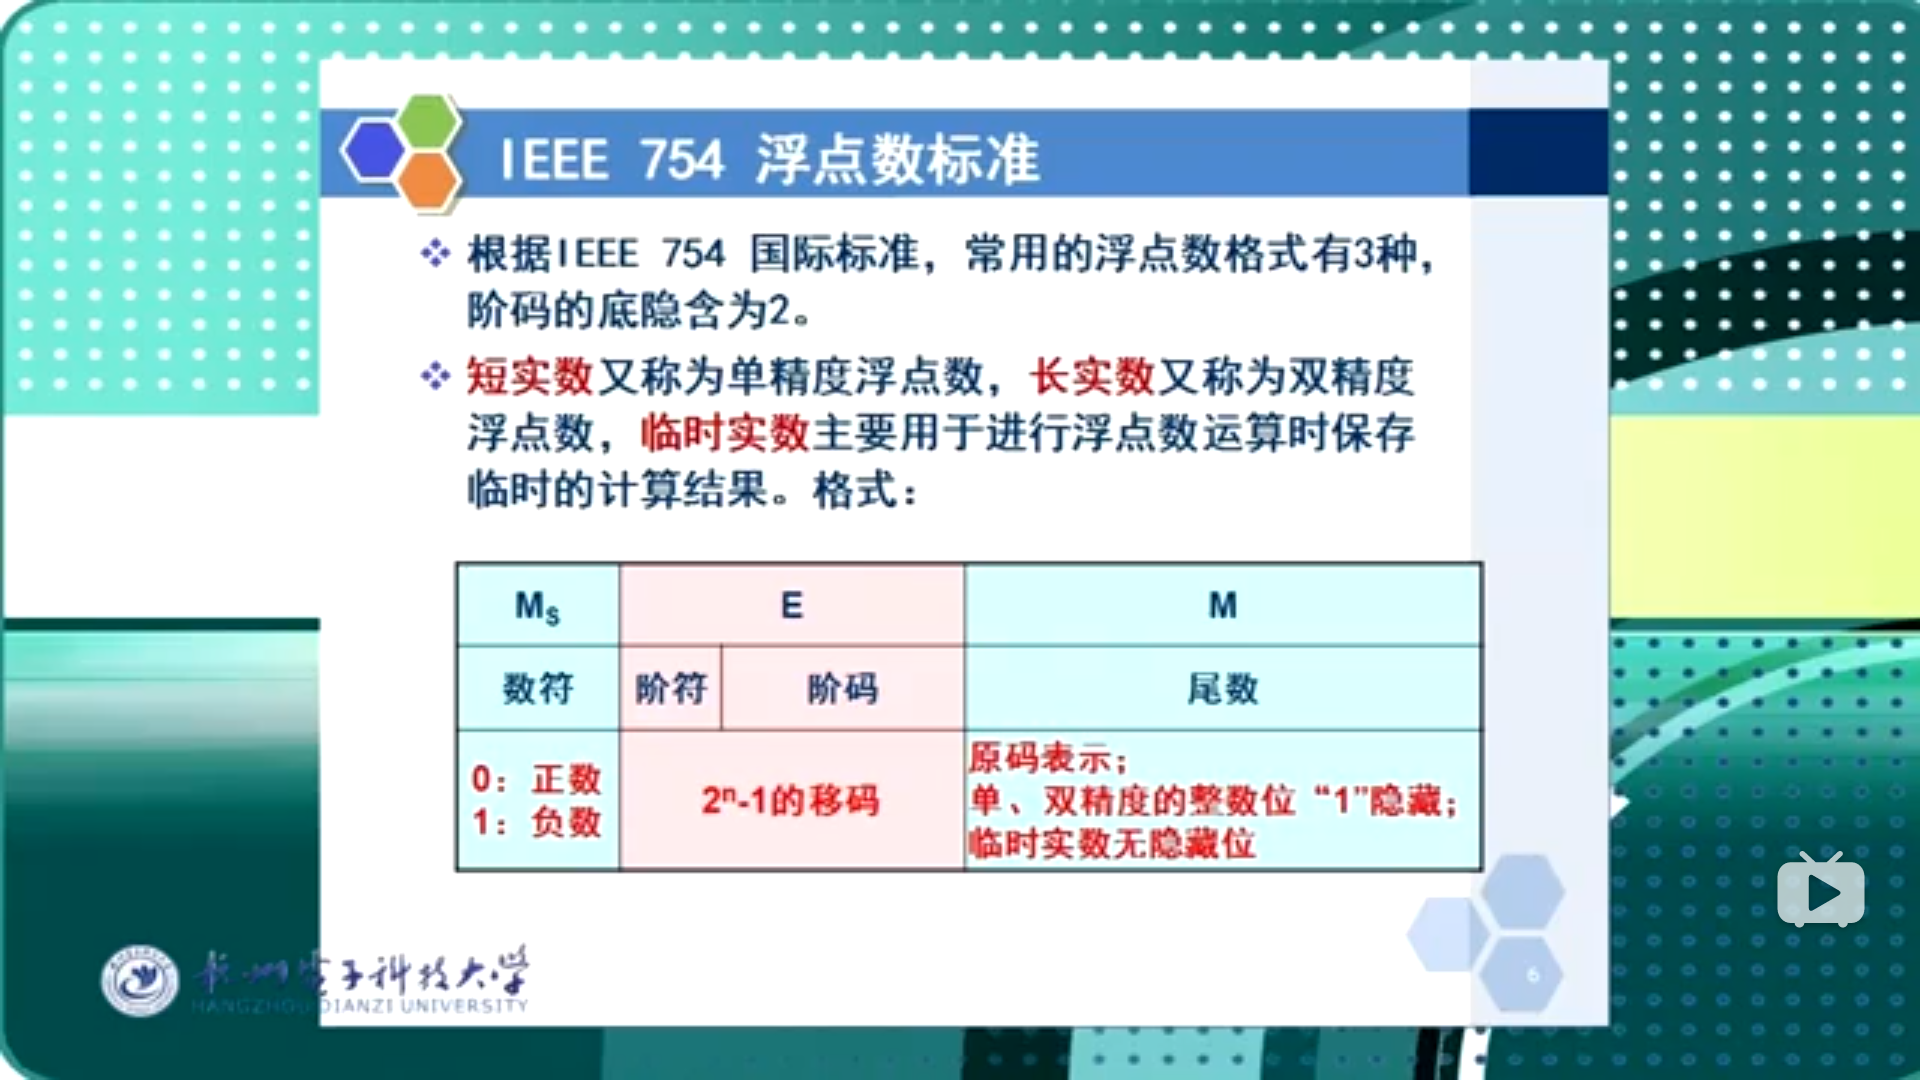 IEEE 754 浮点数标准
根据IEEE 754 国际标准，常用的浮点数格式有3种，
阶码的底隐含为2。
短实数又称为单精度浮点数，长实数又称为双精度
浮点数，临时实数主要用于进行浮点数运算时保存
临时的计算结果。格式：
Ms E M
数符 阶符 阶码 尾数
0：正数
1：负数
2ⁿ-1的移码
原码表示；
单、双精度的整数位“1”隐藏；
临时实数无隐藏位
杭州电子科技大学
HANGZHOU DIANZI UNIVERSITY
6